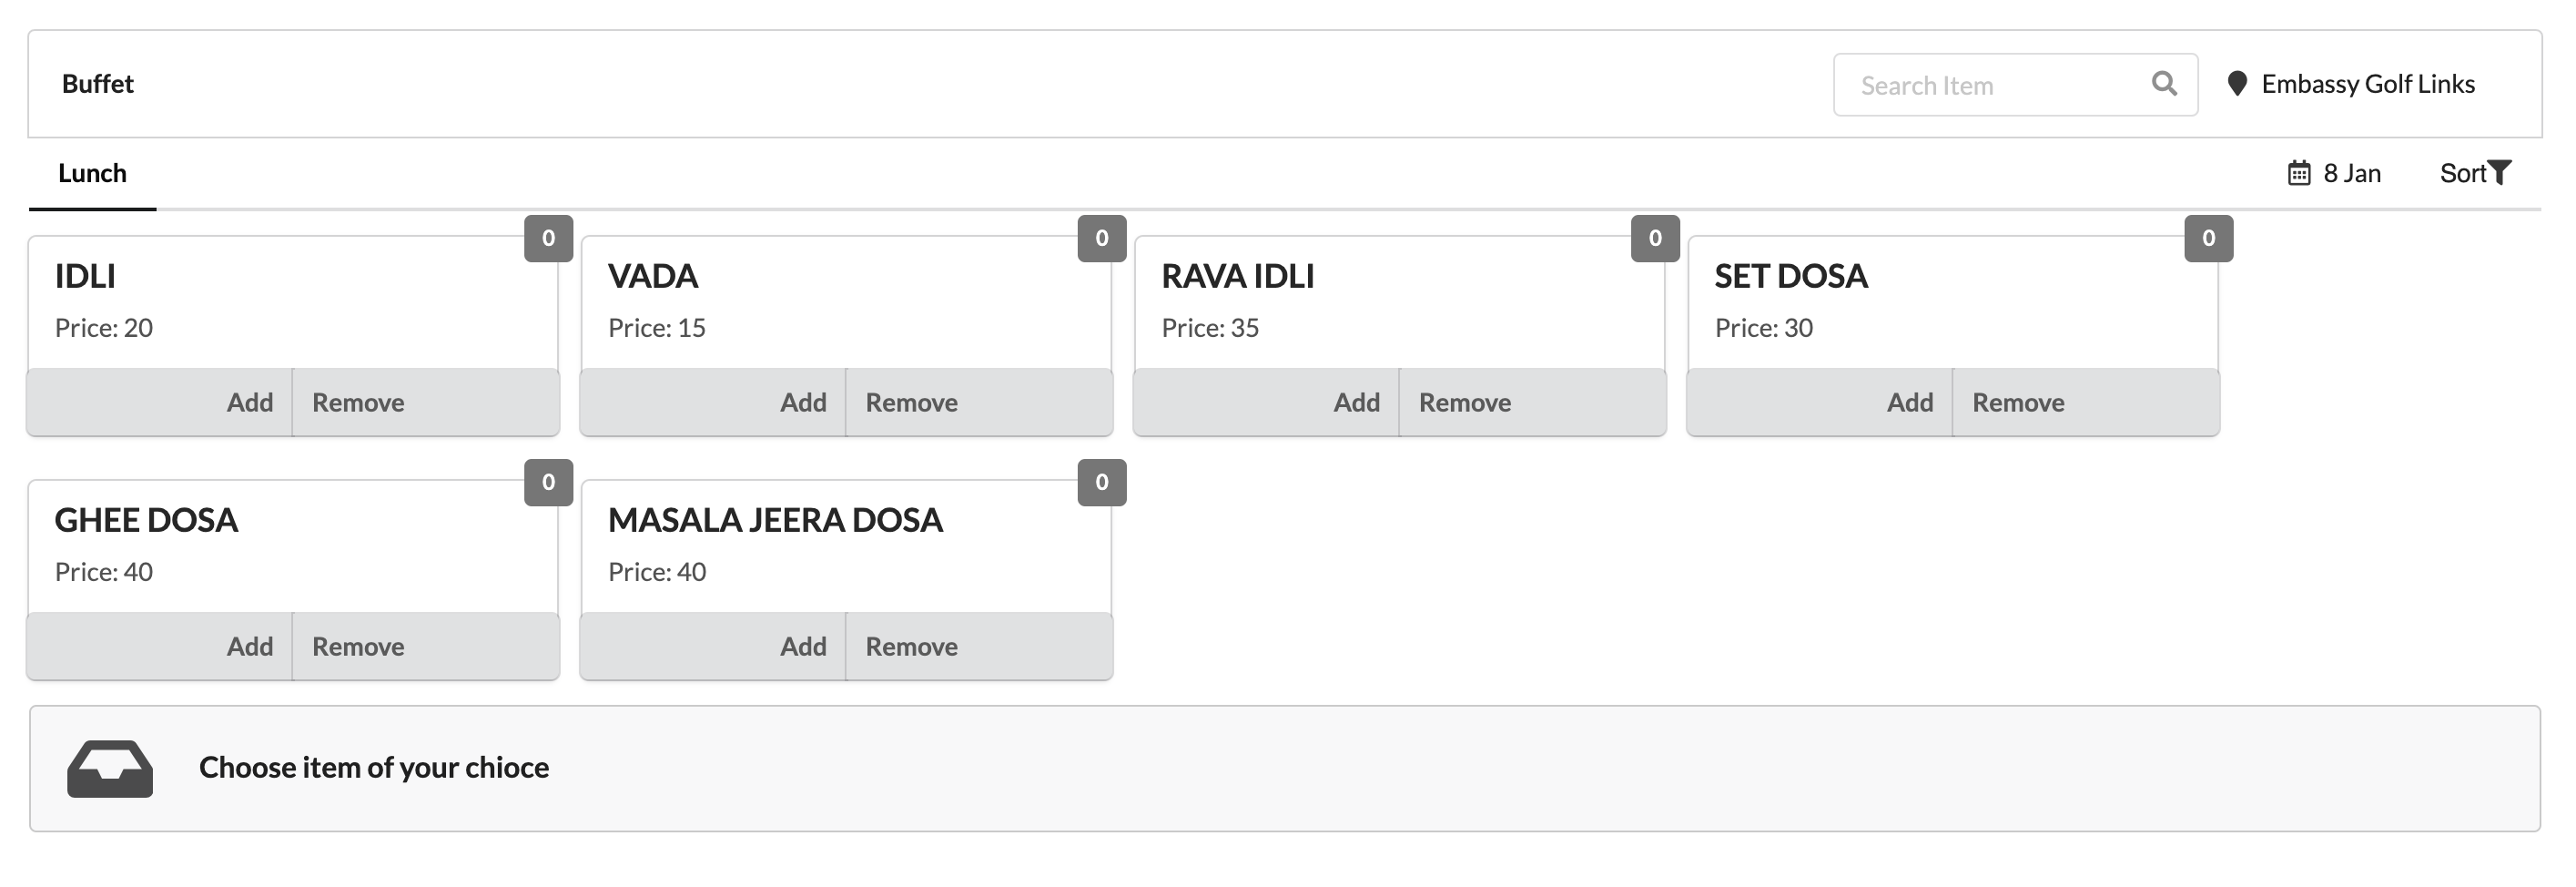 Buffet
Search Item
Embassy Golf Links
Lunch
8 Jan
Sort
0
IDLI
Price: 20
Add
Remove
0
VADA
Price: 15
Add
Remove
0
RAVA IDLI
Price: 35
Add
Remove
0
SET DOSA
Price: 30
Add
Remove
0
GHEE DOSA
Price: 40
Add
Remove
0
MASALA JEERA DOSA
Price: 40
Add
Remove
Choose item of your chioce